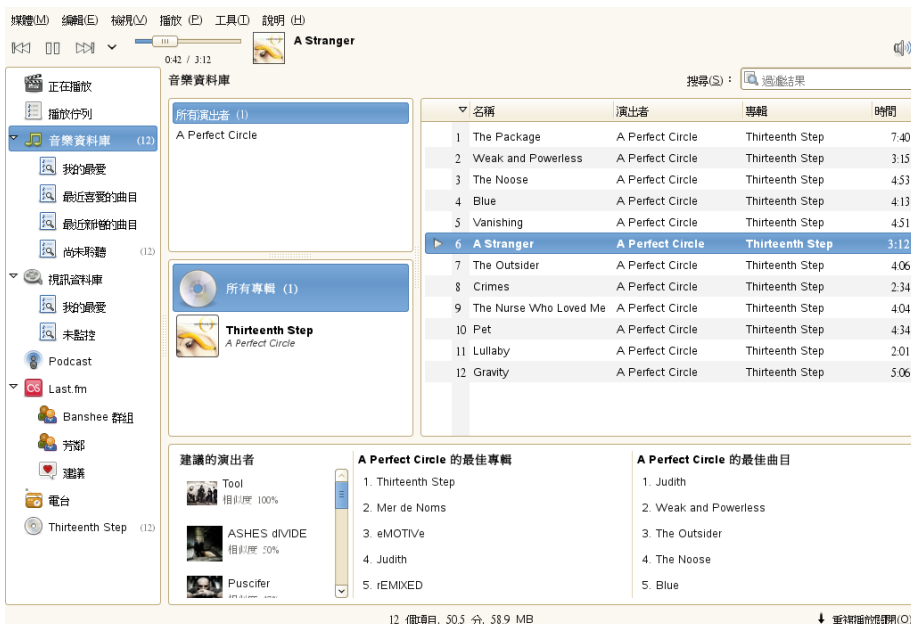 媒體(M) 編輯(E) 檢視(V) 播放 (P) 工具(T) 說明 (H)
A Stranger
0:42 / 3:12
正在播放
播放佇列
音樂資料庫 (12)
我的最愛
最近喜愛的曲目
最近新增的曲目
尚未聆聽 (12)
視訊資料庫
我的最愛
未監控
Podcast
Last.fm
Banshee 群組
芳鄰
建議
電台
Thirteenth Step (12)
音樂資料庫
搜尋(S)：
過濾結果
所有演出者 (1)
A Perfect Circle
所有專輯 (1)
Thirteenth Step
A Perfect Circle
名稱 演出者 專輯 時間
1 The Package A Perfect Circle Thirteenth Step 7:40
2 Weak and Powerless A Perfect Circle Thirteenth Step 3:15
3 The Noose A Perfect Circle Thirteenth Step 4:53
4 Blue A Perfect Circle Thirteenth Step 4:13
5 Vanishing A Perfect Circle Thirteenth Step 4:51
6 A Stranger A Perfect Circle Thirteenth Step 3:12
7 The Outsider A Perfect Circle Thirteenth Step 4:06
8 Crimes A Perfect Circle Thirteenth Step 2:34
9 The Nurse Who Loved Me A Perfect Circle Thirteenth Step 4:04
10 Pet A Perfect Circle Thirteenth Step 4:34
11 Lullaby A Perfect Circle Thirteenth Step 2:01
12 Gravity A Perfect Circle Thirteenth Step 5:06
建議的演出者
Tool
相似度 100%
ASHES dIVIDE
相似度 50%
Puscifer
A Perfect Circle 的最佳專輯
1. Thirteenth Step
2. Mer de Noms
3. eMOTIVe
4. Judith
5. rEMIXED
A Perfect Circle 的最佳曲目
1. Judith
2. Weak and Powerless
3. The Outsider
4. The Noose
5. Blue
12 個項目, 50.5 分, 58.9 MB
重複播放關閉(O)